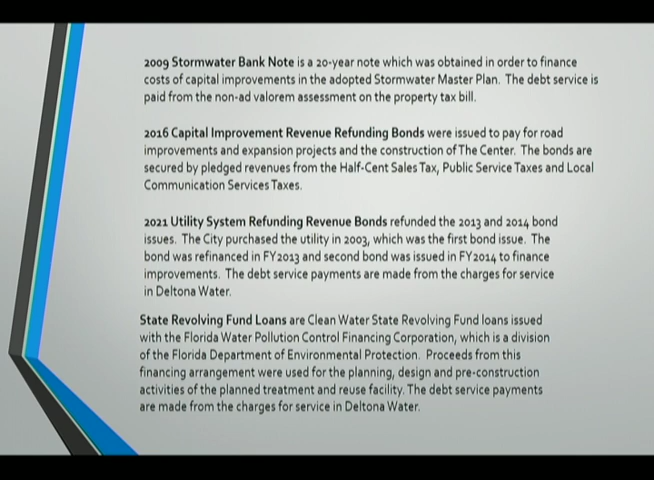 2009 Stormwater Bank Note is a 20-year note which was obtained in order to finance
costs of capital improvements in the adopted Stormwater Master Plan. The debt service is
paid from the non-ad valorem assessment on the property tax bill.
2016 Capital Improvement Revenue Refunding Bonds were issued to pay for road
improvements and expansion projects and the construction of The Center. The bonds are
secured by pledged revenues from the Half-Cent Sales Tax, Public Service Taxes and Local
Communication Services Taxes.
2021 Utility System Refunding Revenue Bonds refunded the 2013 and 2014 bond
issues. The City purchased the utility in 2003, which was the first bond issue. The
bond was refinanced in FY2013 and second bond was issued in FY2014 to finance
improvements. The debt service payments are made from the charges for service
in Deltona Water.
State Revolving Fund Loans are Clean Water State Revolving Fund loans issued
with the Florida Water Pollution Control Financing Corporation, which is a division
of the Florida Department of Environmental Protection. Proceeds from this
financing arrangement were used for the planning, design and pre-construction
activities of the planned treatment and reuse facility. The debt service payments
are made from the charges for service in Deltona Water.